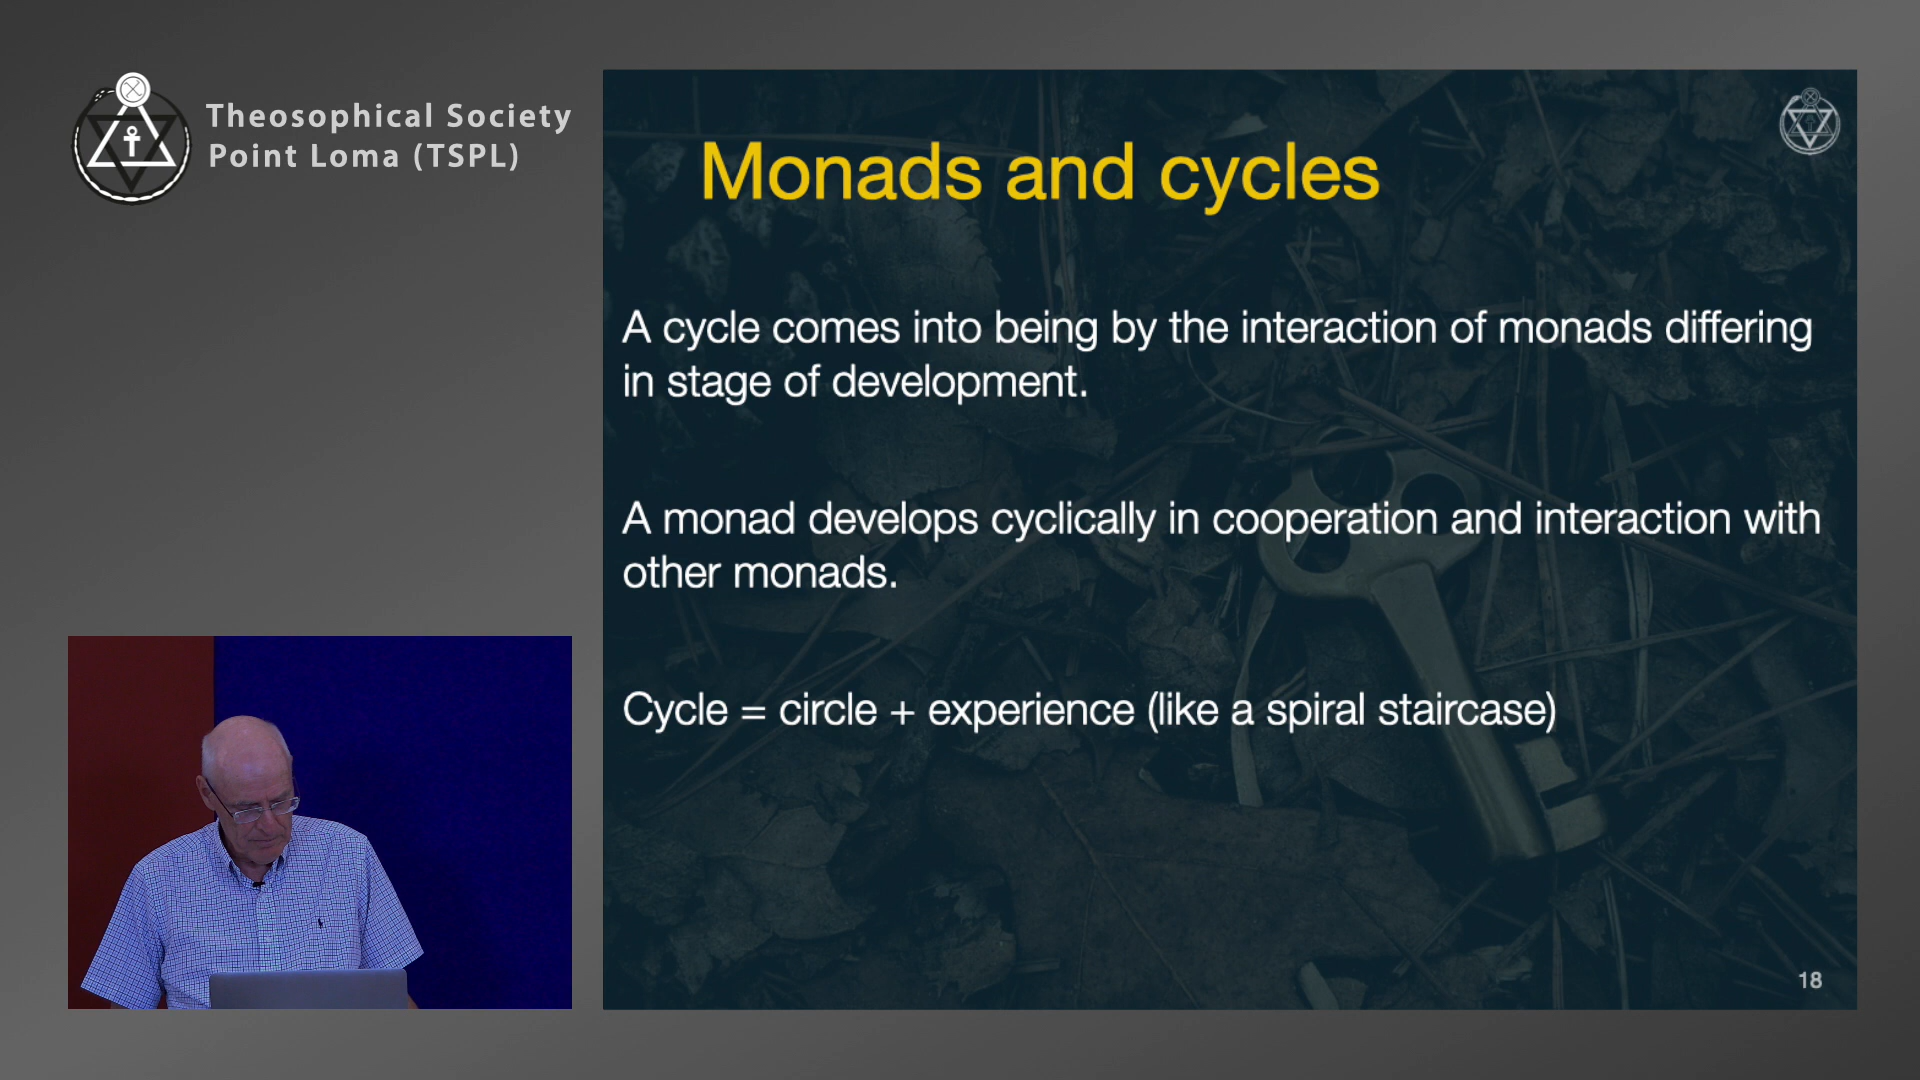 Theosophical Society
Point Loma (TSPL)
Monads and cycles
A cycle comes into being by the interaction of monads differing
in stage of development.
A monad develops cyclically in cooperation and interaction with
other monads.
Cycle = circle + experience (like a spiral staircase)
18